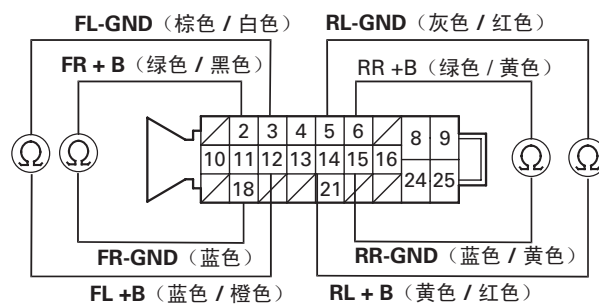 FL-GND（棕色 / 白色） RL-GND（灰色 / 红色）
FR + B（绿色 / 黑色） RR +B（绿色 / 黄色）
2 3 4 5 6 8 9
Ω Ω 10 11 12 13 14 15 16 Ω Ω
18 21 24 25
FR-GND（蓝色） RR-GND（蓝色 / 黄色）
FL +B（蓝色 / 橙色） RL + B（黄色 / 红色）